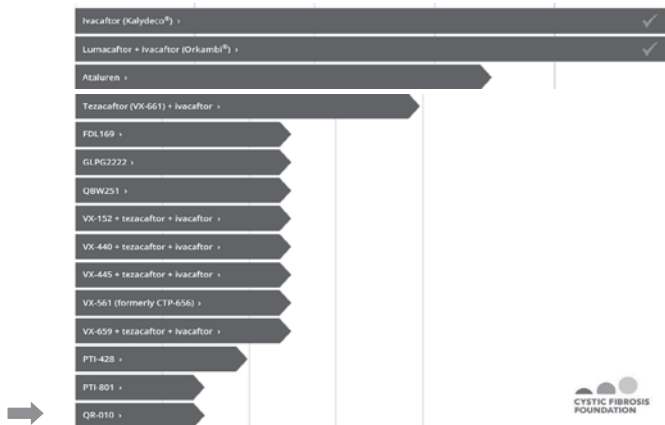 Ivacaftor (Kalydeco®) ›
Lumacaftor + ivacaftor (Orkambi®) ›
Ataluren ›
Tezacaftor (VX-661) + ivacaftor ›
FDL169 ›
GLPG2222 ›
QBW251 ›
VX-152 + tezacaftor + ivacaftor ›
VX-440 + tezacaftor + ivacaftor ›
VX-445 + tezacaftor + ivacaftor ›
VX-561 (formerly CTP-656) ›
VX-659 + tezacaftor + ivacaftor ›
PTI-428 ›
PTI-801 ›
QR-010 ›
CYSTIC FIBROSIS
FOUNDATION